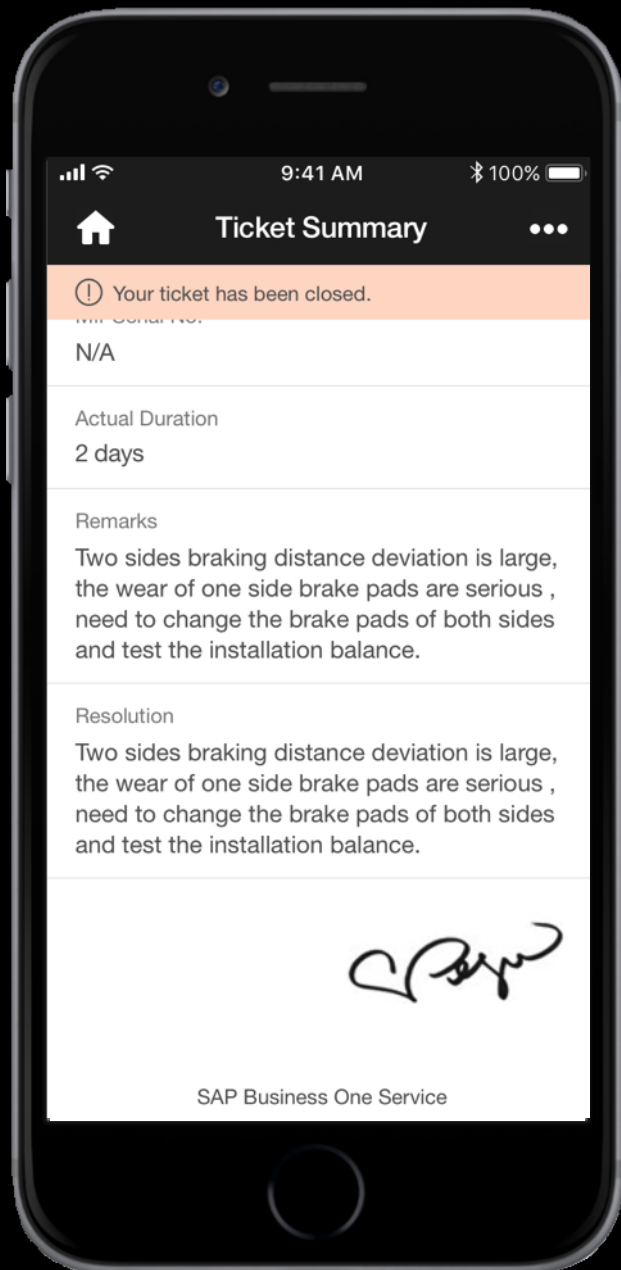 9:41 AM 100%
Ticket Summary
Your ticket has been closed.
N/A
Actual Duration
2 days
Remarks
Two sides braking distance deviation is large,
the wear of one side brake pads are serious ,
need to change the brake pads of both sides
and test the installation balance.
Resolution
Two sides braking distance deviation is large,
the wear of one side brake pads are serious ,
need to change the brake pads of both sides
and test the installation balance.
SAP Business One Service